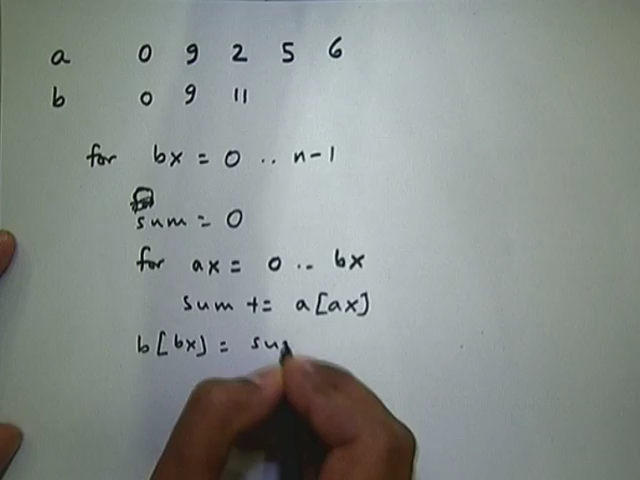 a 0 9 2 5 6
b 0 9 11
for bx = 0 .. n-1
sum = 0
for ax = 0 .. bx
sum += a[ax]
b[bx] = su